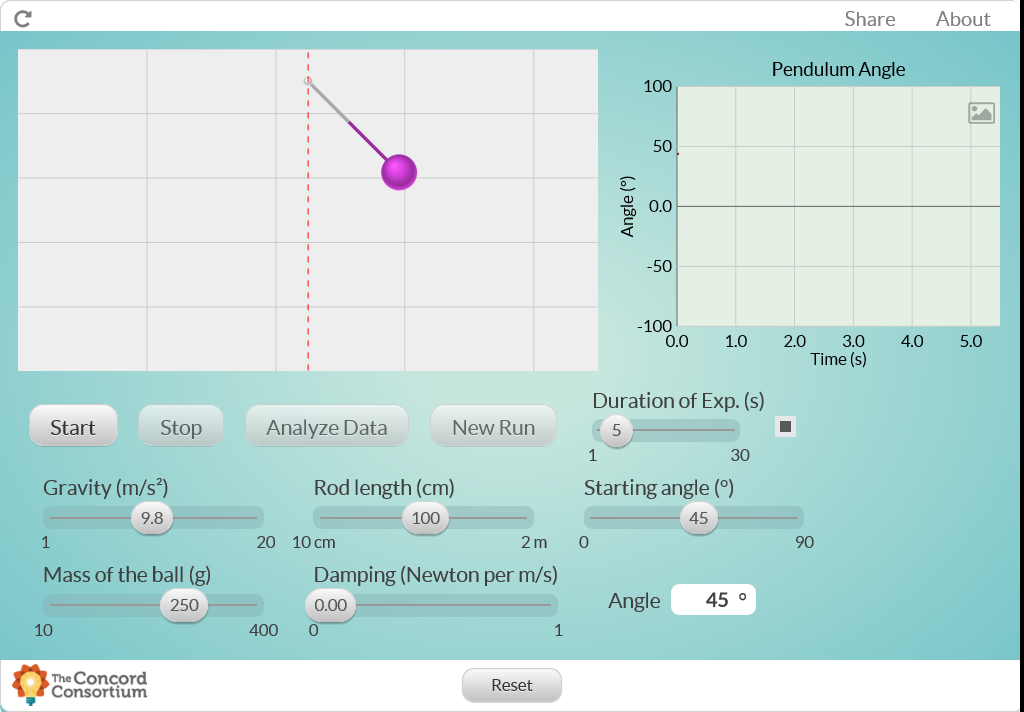 Share About
Pendulum Angle
100
50
0.0
-50
-100
Angle (°)
0.0 1.0 2.0 3.0 4.0 5.0
Time (s)
Start Stop Analyze Data New Run
Duration of Exp. (s)
5
1 30
Gravity (m/s²)
9.8
1 20
Rod length (cm)
100
10 cm 2 m
Starting angle (°)
45
0 90
Mass of the ball (g)
250
10 400
Damping (Newton per m/s)
0.00
0 1
Angle 45 °
The Concord
Consortium
Reset